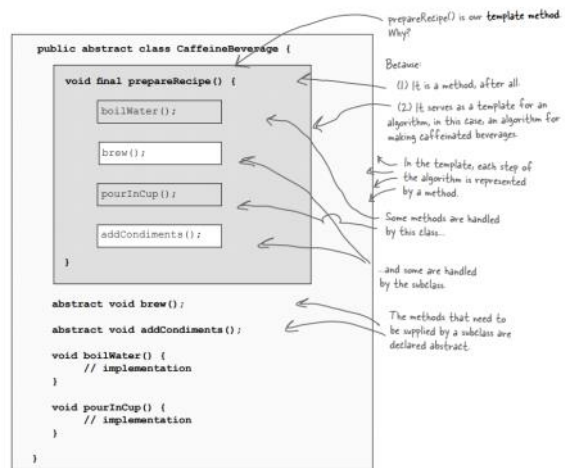 prepareRecipe() is our template method.
Why?
public abstract class CaffeineBeverage {
void final prepareRecipe() {
boilWater();
brew();
pourInCup();
addCondiments();
}
Because:
(1) It is a method, after all.
(2) It serves as a template for an
algorithm, in this case, an algorithm for
making caffeinated beverages.
In the template, each step of
the algorithm is represented
by a method.
Some methods are handled
by this class...
...and some are handled
by the subclass.
abstract void brew();
abstract void addCondiments();
The methods that need to
be supplied by a subclass are
declared abstract.
void boilWater() {
// implementation
}
void pourInCup() {
// implementation
}
}